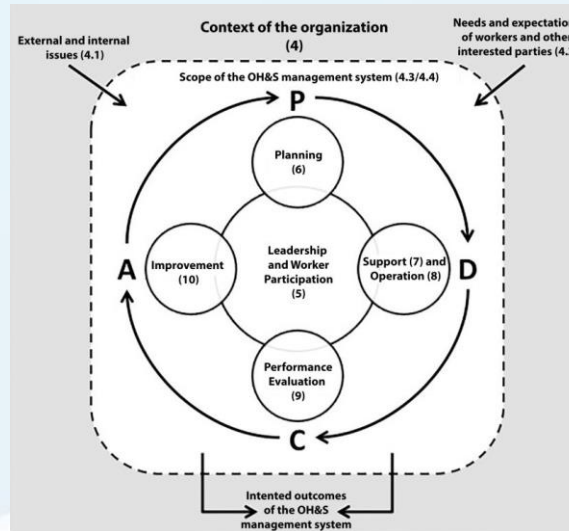 Context of the organization
(4)
External and internal
issues (4.1)
Needs and expectation
of workers and other
interested parties (4.
Scope of the OH&S management system (4.3/4.4)
P
Planning
(6)
A
Improvement
(10)
Leadership
and Worker
Participation
(5)
Support (7) and
Operation (8)
D
Performance
Evaluation
(9)
C
Intented outcomes
of the OH&S
management system